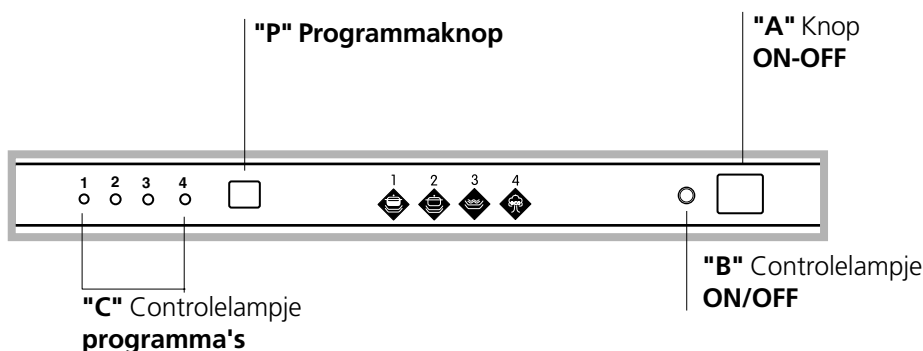 "P" Programmaknop
"A" Knop
ON-OFF
1 2 3 4
1 2 3 4
"B" Controlelampje
ON/OFF
"C" Controlelampje
programma's